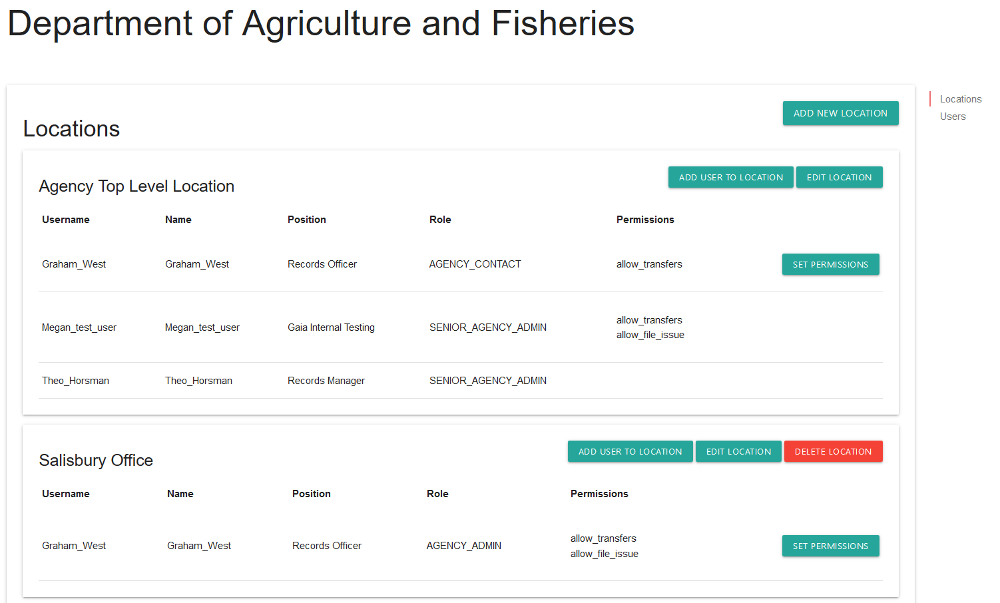 Department of Agriculture and Fisheries
Locations
Users
ADD NEW LOCATION
Locations
ADD USER TO LOCATION EDIT LOCATION
Agency Top Level Location
Username Name Position Role Permissions
Graham_West Graham_West Records Officer AGENCY_CONTACT allow_transfers SET PERMISSIONS
Megan_test_user Megan_test_user Gaia Internal Testing SENIOR_AGENCY_ADMIN allow_transfers
allow_file_issue
Theo_Horsman Theo_Horsman Records Manager SENIOR_AGENCY_ADMIN
ADD USER TO LOCATION EDIT LOCATION DELETE LOCATION
Salisbury Office
Username Name Position Role Permissions
Graham_West Graham_West Records Officer AGENCY_ADMIN allow_transfers
allow_file_issue SET PERMISSIONS